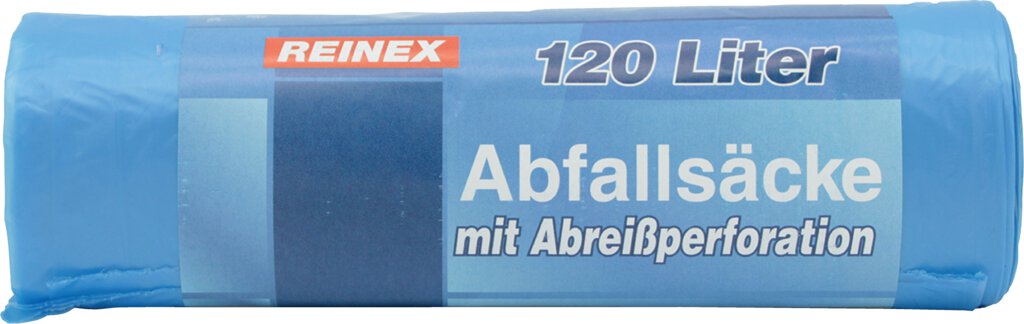 REINEX
120 Liter
Abfallsäcke
mit Abreißperforation